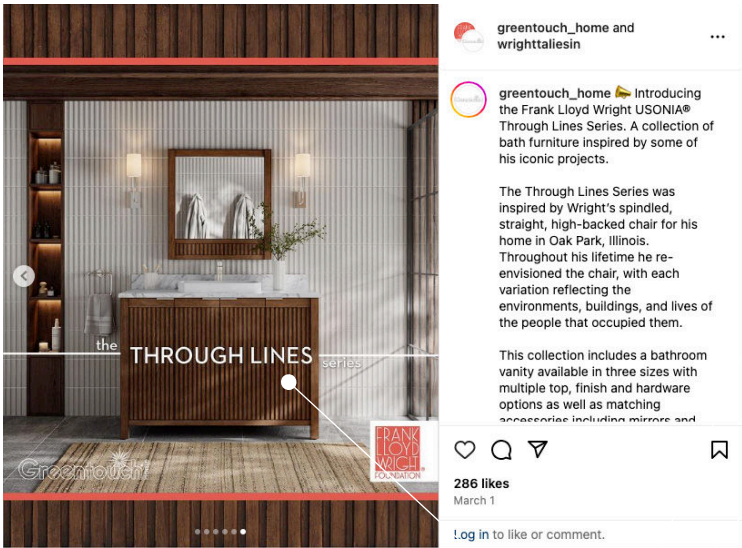 the
THROUGH LINES
series
Greentouch
FRANK
LLOYD
WRIGHT®
FOUNDATION
greentouch_home and
wrighttaliesin
greentouch_home 📣 Introducing
the Frank Lloyd Wright USONIA®
Through Lines Series. A collection of
bath furniture inspired by some of
his iconic projects.
The Through Lines Series was
inspired by Wright's spindled,
straight, high-backed chair for his
home in Oak Park, Illinois.
Throughout his lifetime he re-
envisioned the chair, with each
variation reflecting the
environments, buildings, and lives of
the people that occupied them.
This collection includes a bathroom
vanity available in three sizes with
multiple top, finish and hardware
options as well as matching
accessories including mirrors and
286 likes
March 1
Log in to like or comment.